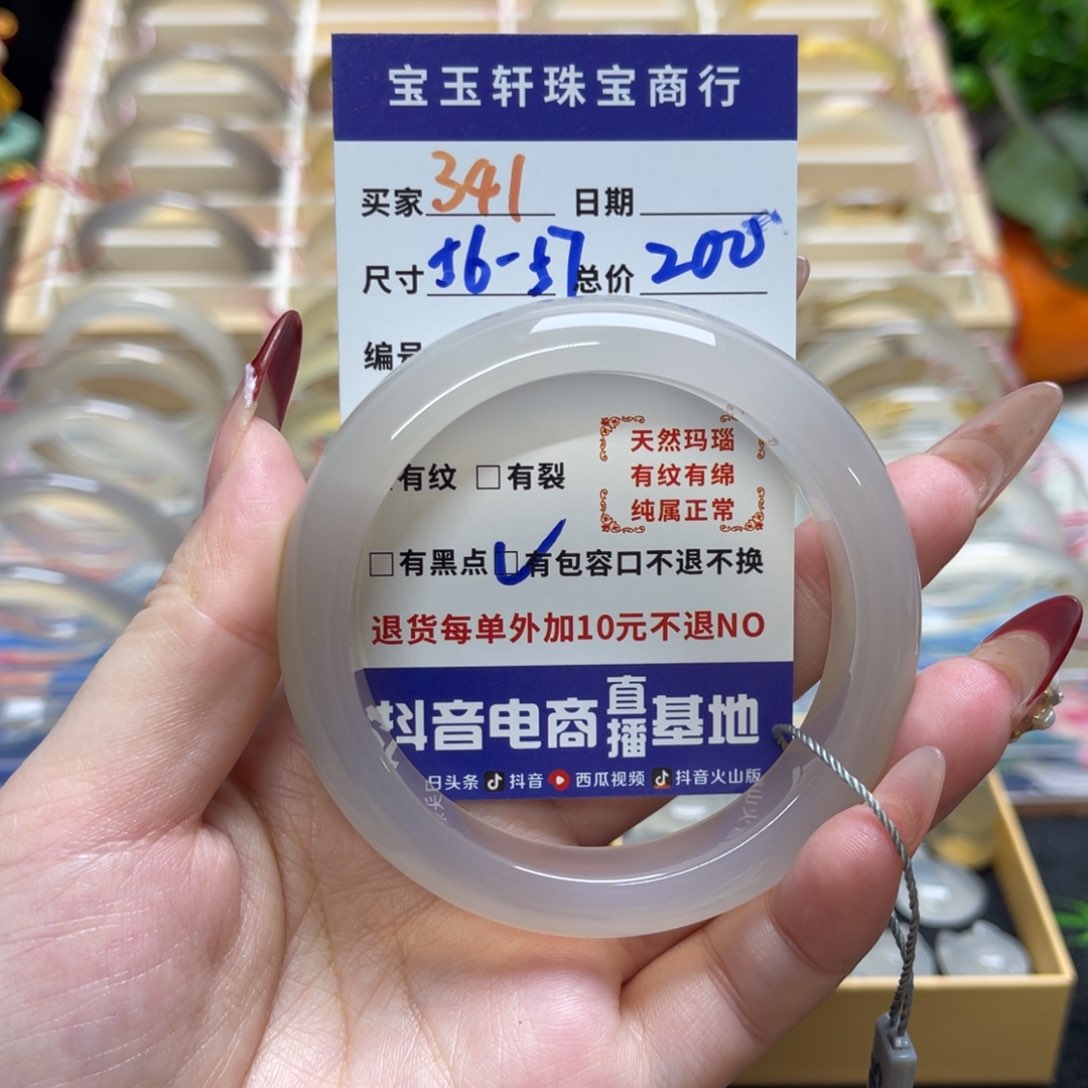 宝玉轩珠宝商行
买家 341 日期
尺寸 56-57 总价 200
编号
有纹 □有裂
天然玛瑙
有纹有绵
纯属正常
□有黑点 ☑有包容口不退不换
退货每单外加10元不退NO
抖音电商直播基地
日头条 抖音 西瓜视频 抖音火山版